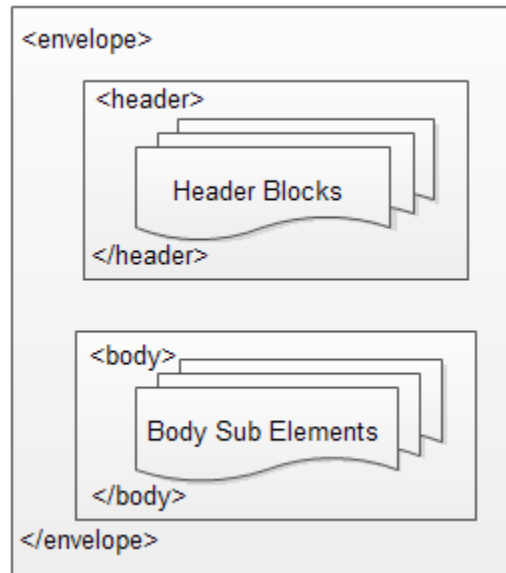 <envelope>
<header>
Header Blocks
</header>
<body>
Body Sub Elements
</body>
</envelope>